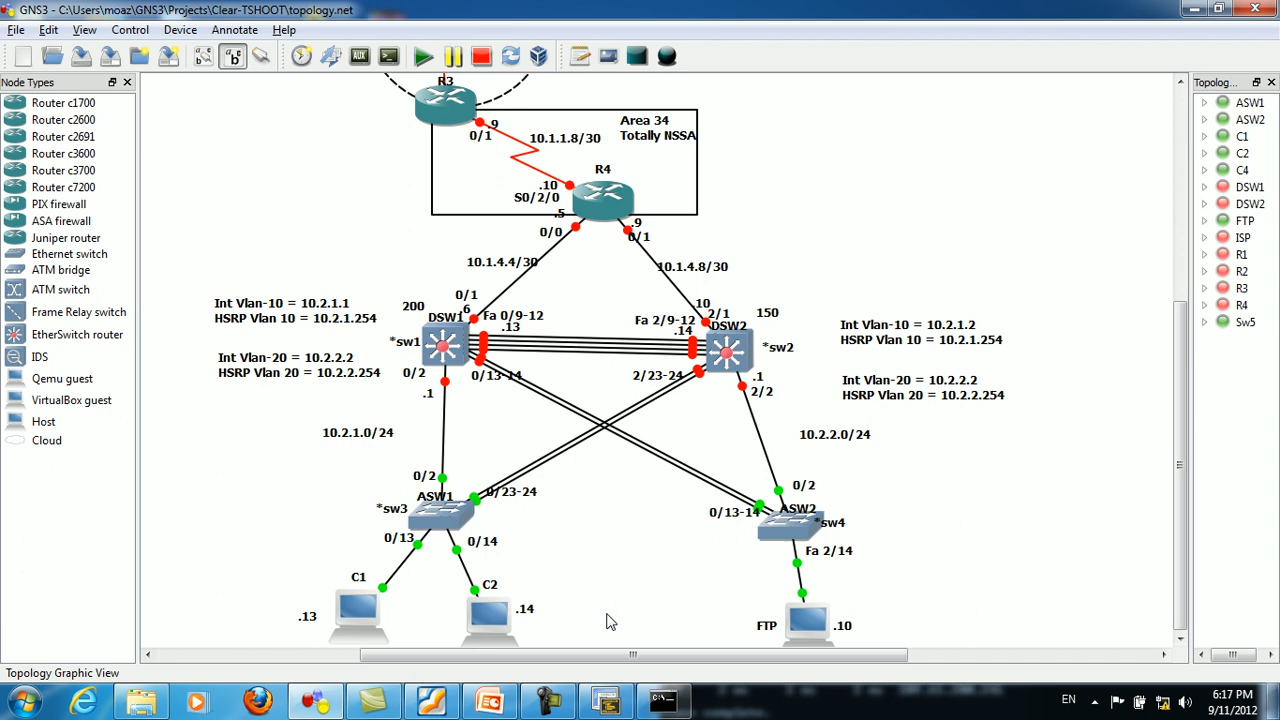 GNS3 - C:\Users\moaz\GNS3\Projects\Clear-TSHOOT\topology.net
File Edit View Control Device Annotate Help
Node Types
Router c1700
Router c2600
Router c2691
Router c3600
Router c3700
Router c7200
PIX firewall
ASA firewall
Juniper router
Ethernet switch
ATM bridge
ATM switch
Frame Relay switch
EtherSwitch router
IDS
Qemu guest
VirtualBox guest
Host
Cloud
R3
.9
0/1
10.1.1.8/30
Area 34
Totally NSSA
R4
.10
S0/2/0
.5
0/0
.9
0/1
10.1.4.4/30
10.1.4.8/30
Int Vlan-10 = 10.2.1.1
HSRP Vlan 10 = 10.2.1.254
Int Vlan-20 = 10.2.2.2
HSRP Vlan 20 = 10.2.2.254
200
0/1
.6
DSW1
*sw1
Fa 0/9-12
.13
0/2
0/13-14
.1
Fa 2/9-12
.14
.10
2/1
DSW2
150
*sw2
2/23-24
.1
2/2
Int Vlan-10 = 10.2.1.2
HSRP Vlan 10 = 10.2.1.254
Int Vlan-20 = 10.2.2.2
HSRP Vlan 20 = 10.2.2.254
10.2.1.0/24
10.2.2.0/24
0/2
ASW1
*sw3
0/23-24
0/13
0/14
0/2
0/13-14
ASW2
*sw4
Fa 2/14
C1
.13
C2
.14
FTP
.10
Topolog...
ASW1
ASW2
C1
C2
C4
DSW1
DSW2
FTP
ISP
R1
R2
R3
R4
Sw5
Topology Graphic View
EN
6:17 PM
9/11/2012